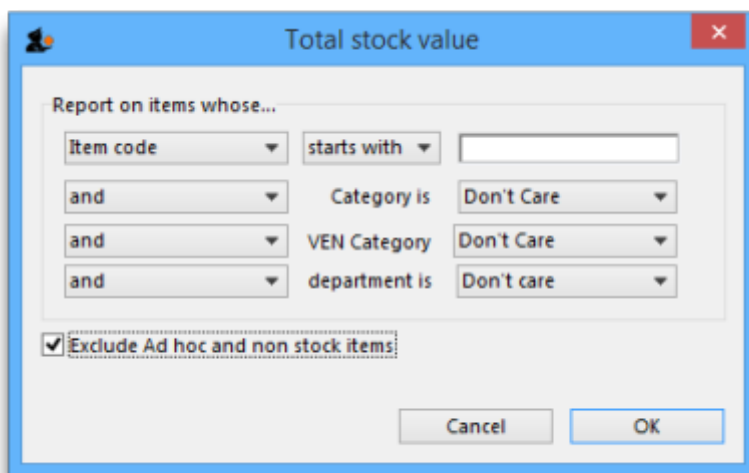 Total stock value
Report on items whose...
Item code starts with
and Category is Don't Care
and VEN Category Don't Care
and department is Don't care
Exclude Ad hoc and non stock items
Cancel OK